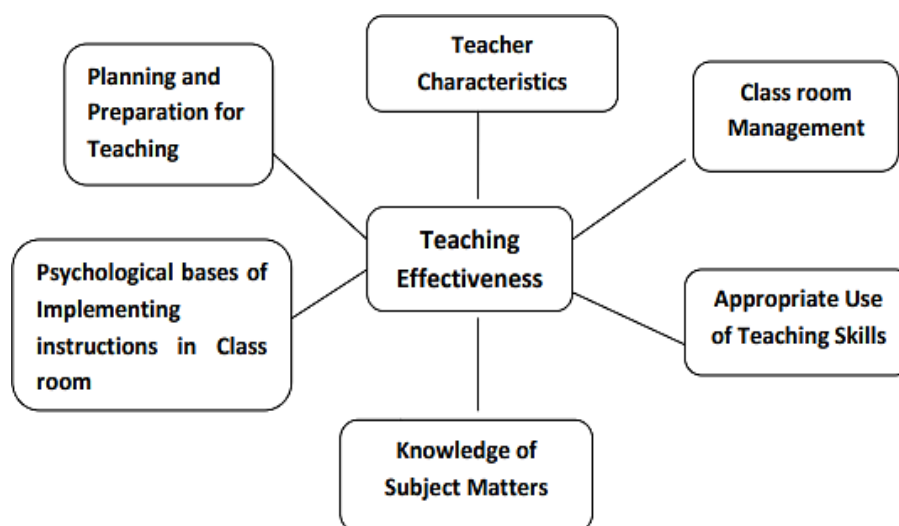 Teacher
Characteristics
Planning and
Preparation for
Teaching
Class room
Management
Teaching
Effectiveness
Psychological bases of
Implementing
instructions in Class
room
Appropriate Use
of Teaching Skills
Knowledge of
Subject Matters